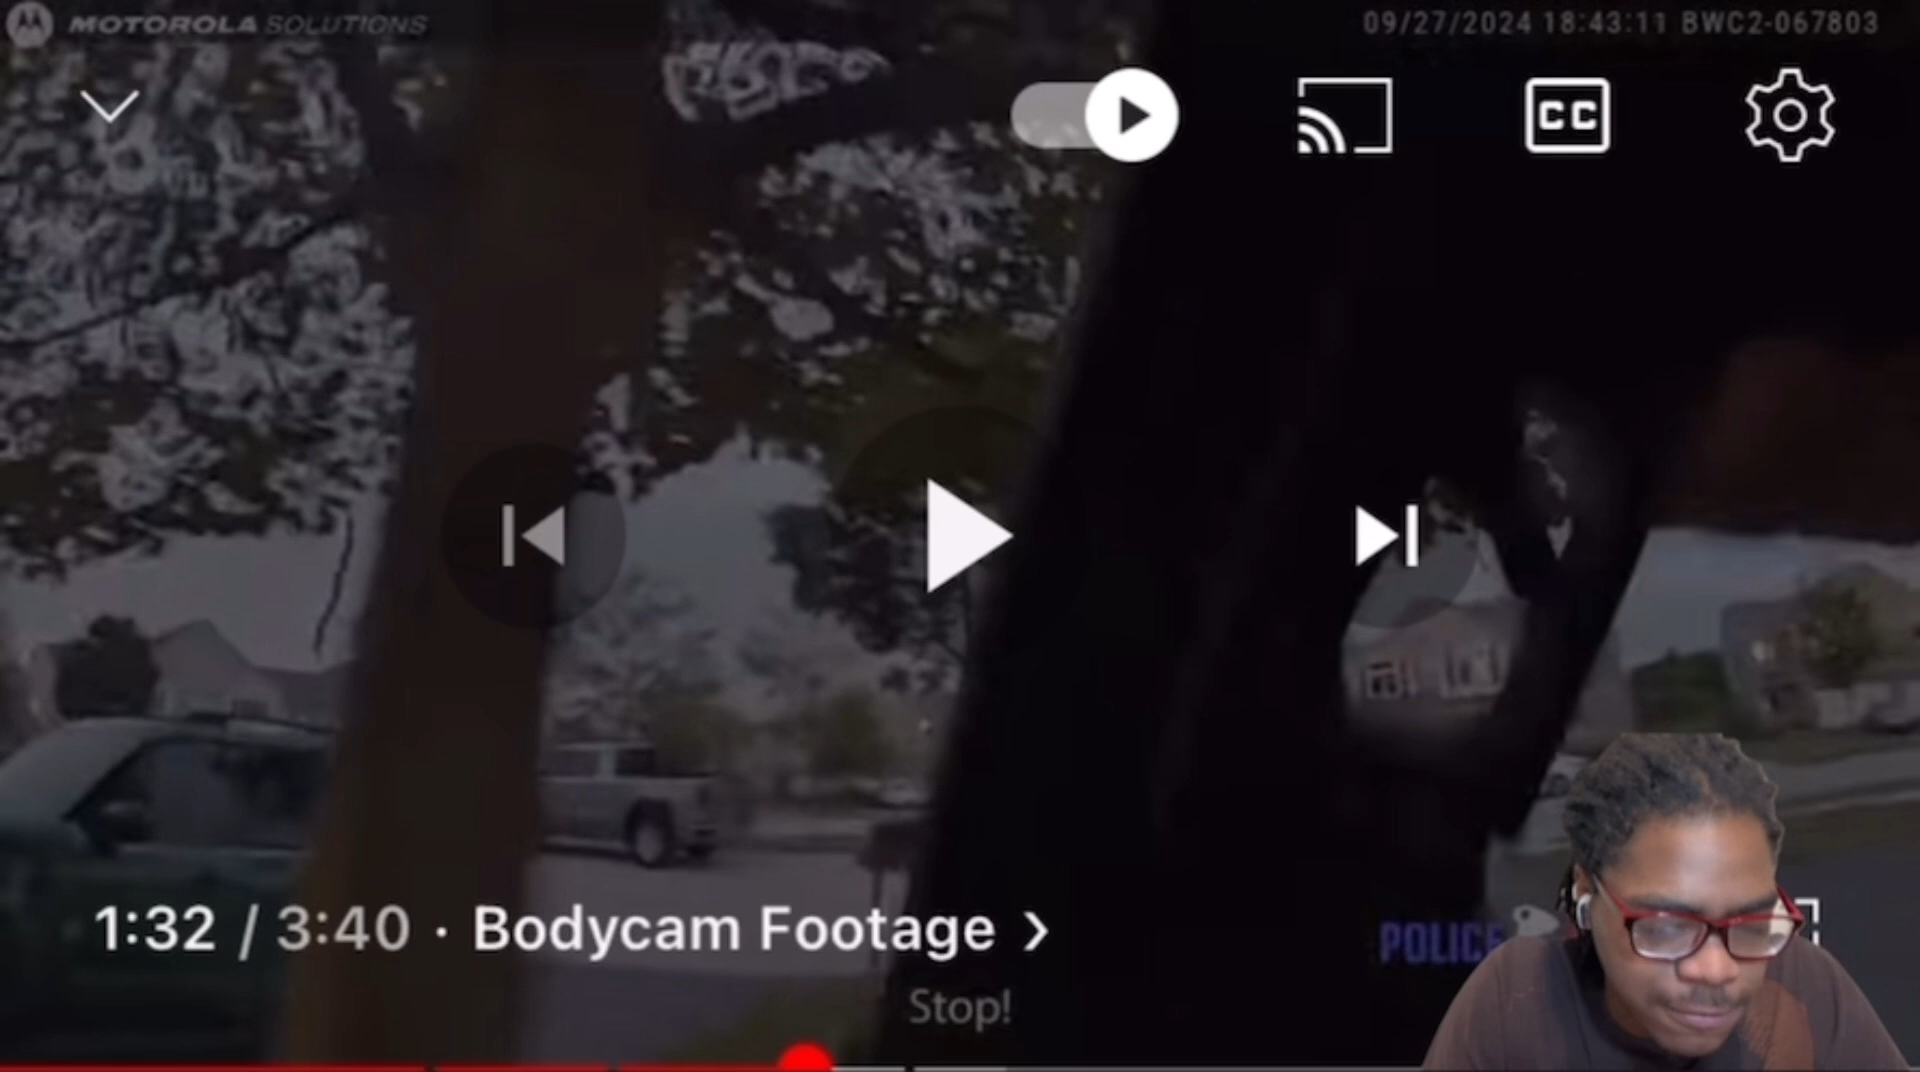 MOTOROLA SOLUTIONS
09/27/2024 18:43:11 BWC2-067803
CC
1:32 / 3:40 · Bodycam Footage
POLICE
Stop!